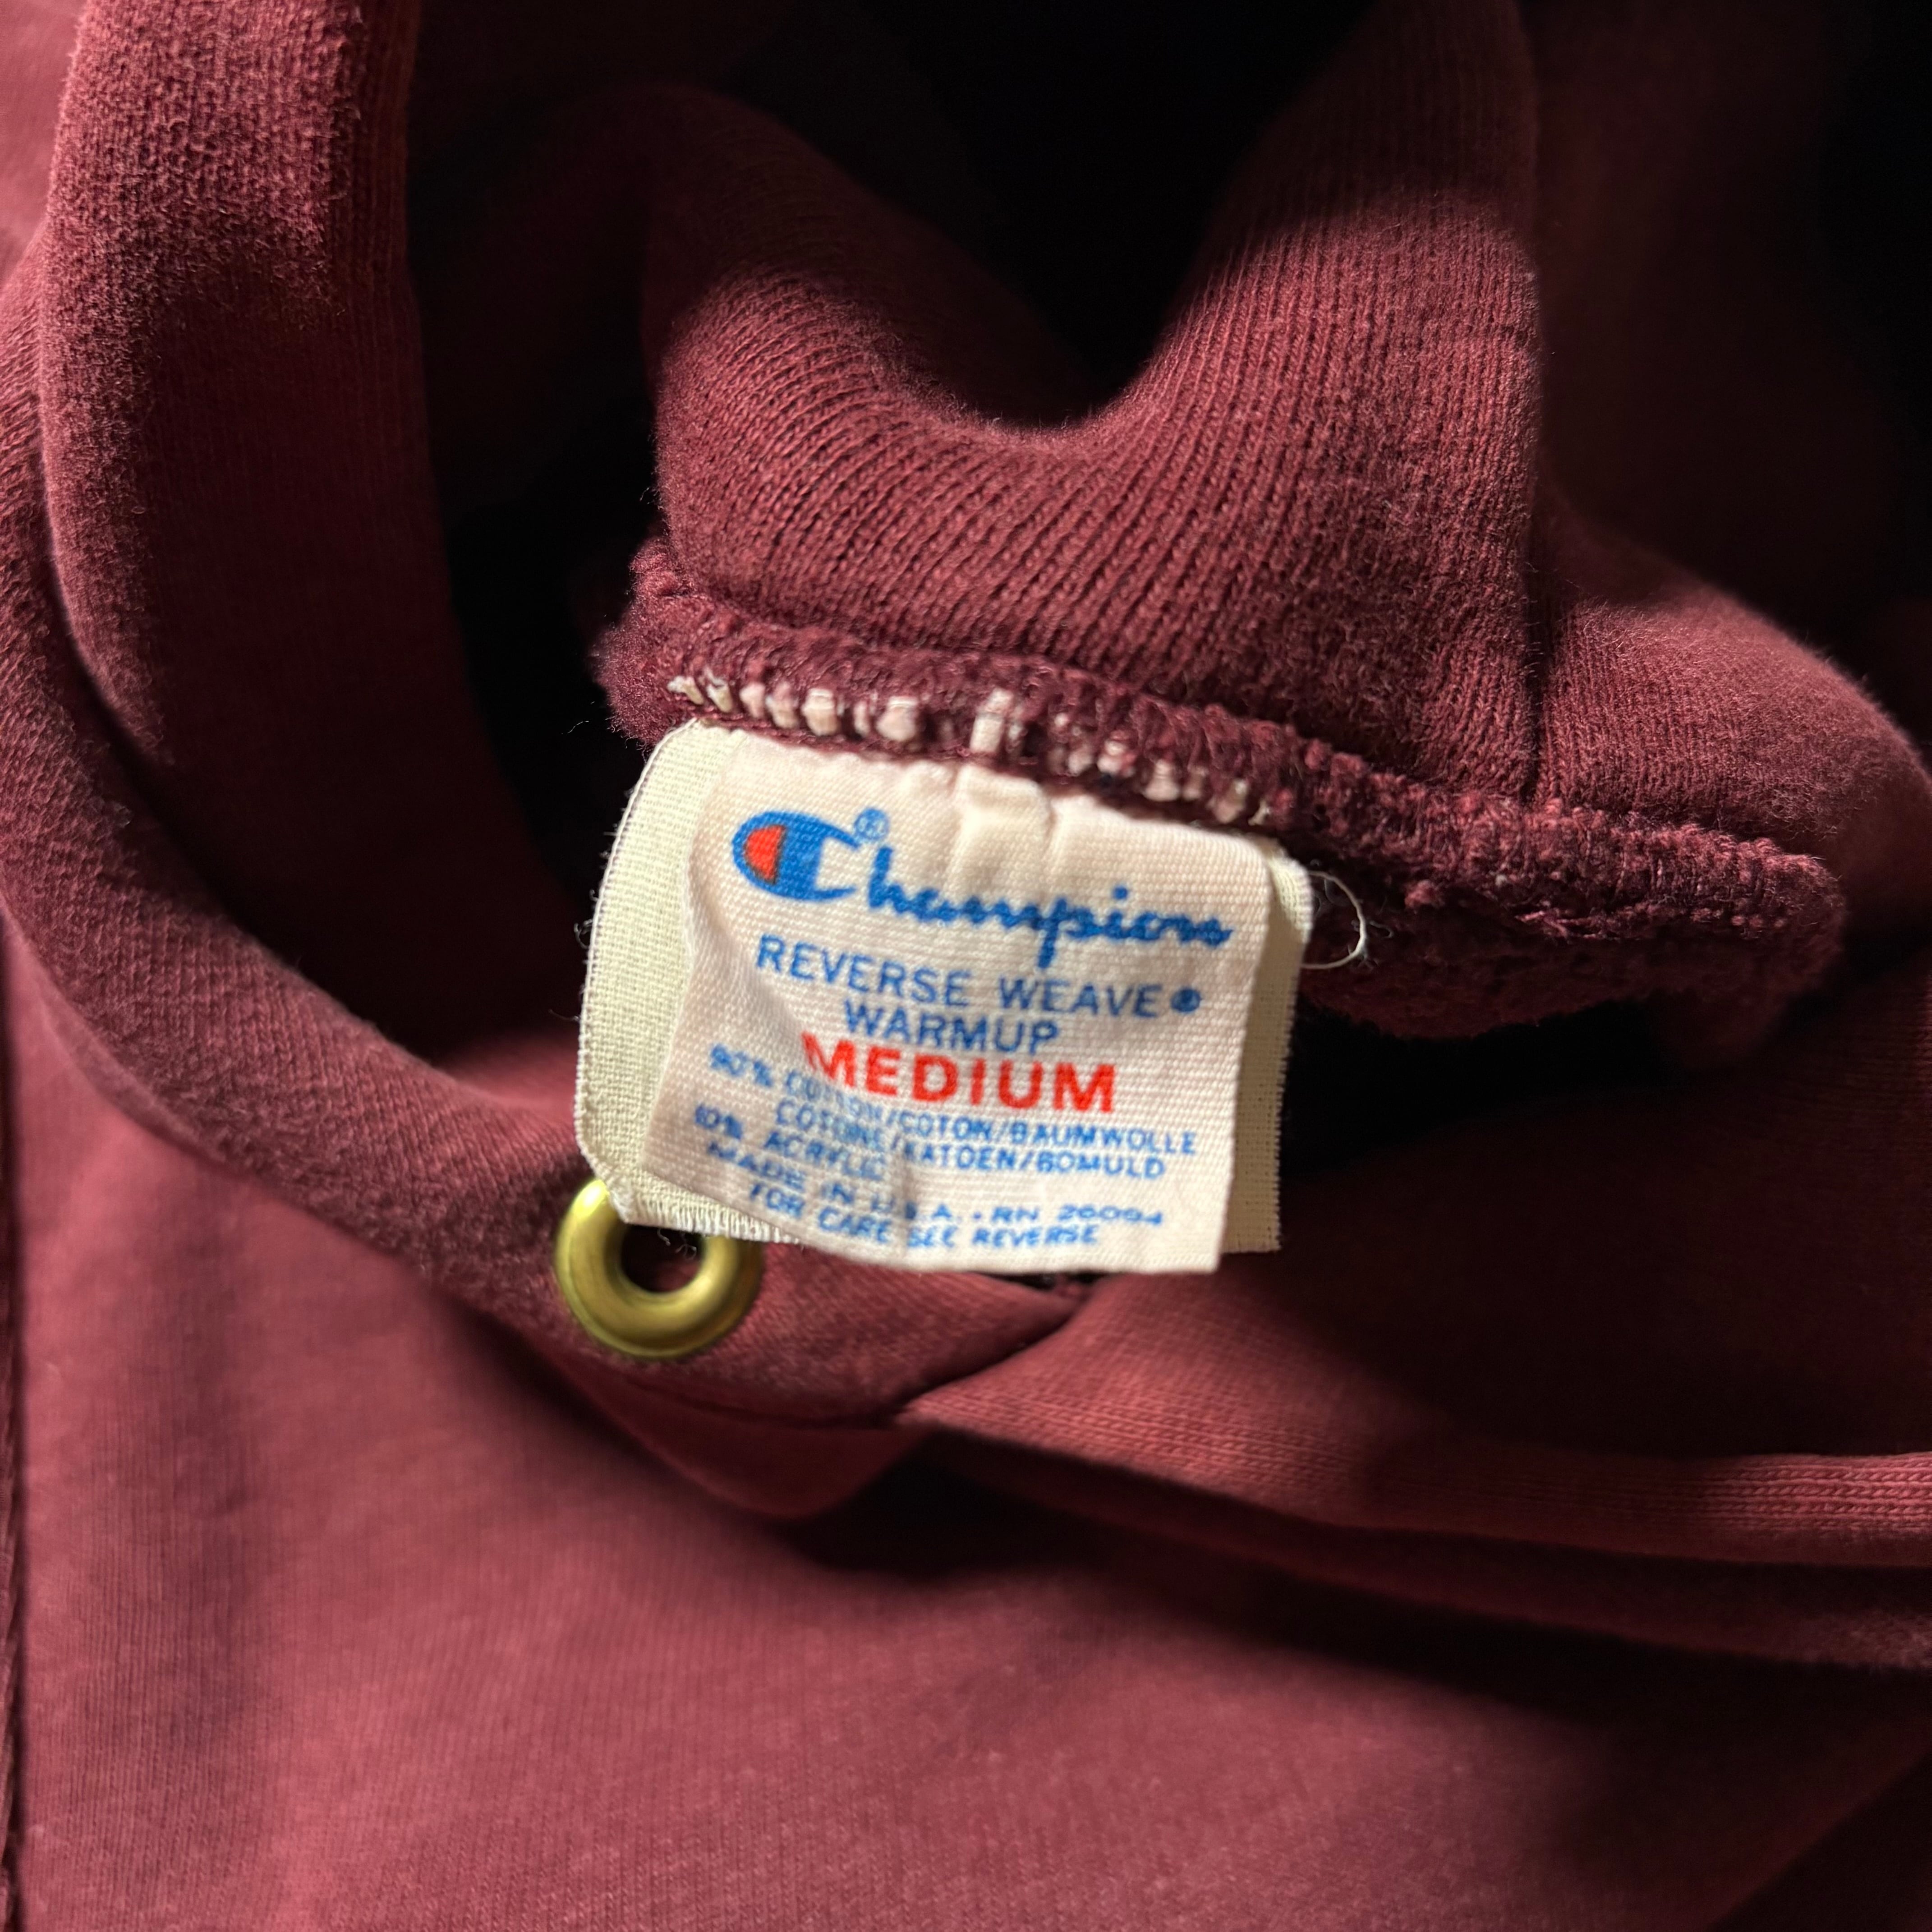 Champion®
REVERSE WEAVE®
WARMUP
MEDIUM
90% COTTON/COTON/BAUMWOLLE
COTONE/KATOEN/BOMULD
10% ACRYLIC
MADE IN U.S.A. • RN 26094
FOR CARE SEE REVERSE